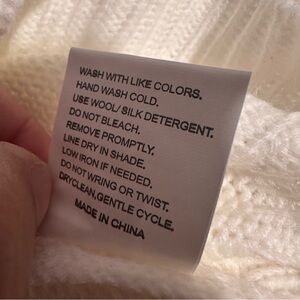 WASH WITH LIKE COLORS.
HAND WASH COLD.
USE WOOL/ SILK DETERGENT.
DO NOT BLEACH.
REMOVE PROMPTLY.
LINE DRY IN SHADE.
LOW IRON IF NEEDED.
DO NOT WRING OR TWIST.
DRYCLEAN,GENTLE CYCLE.
MADE IN CHINA